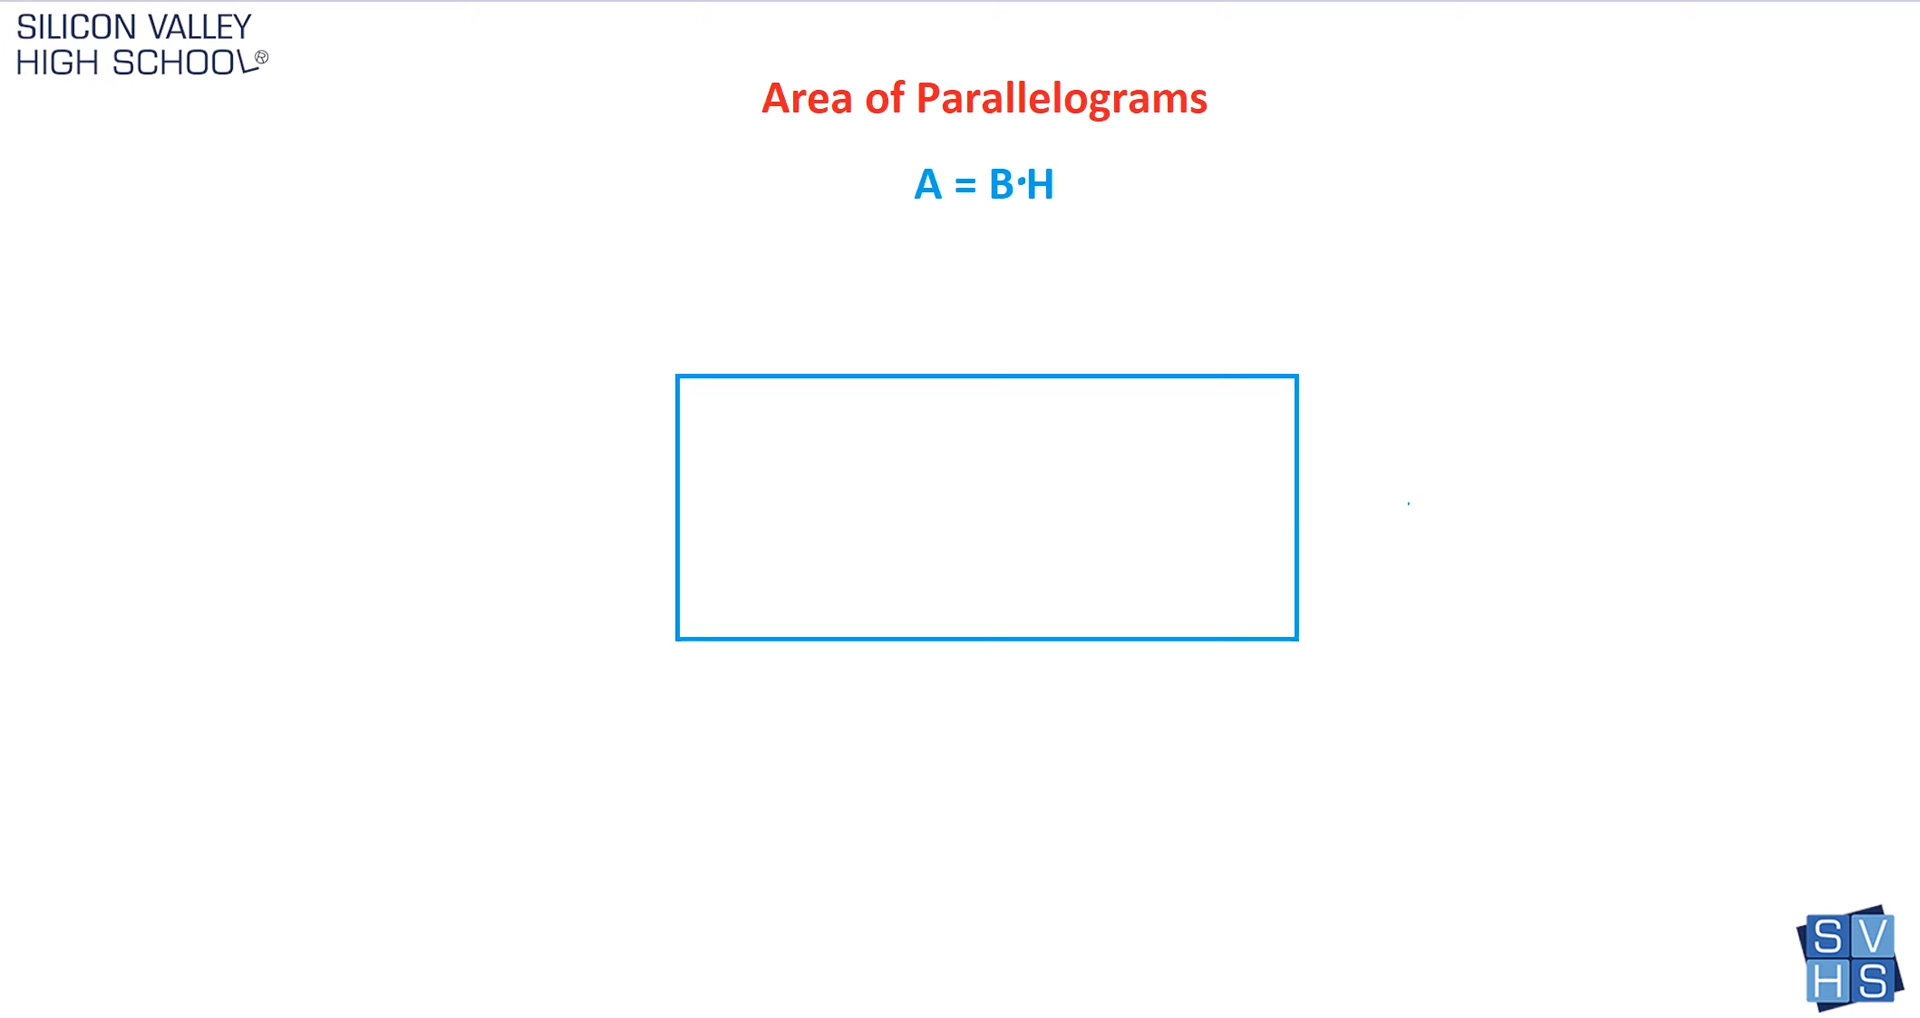 SILICON VALLEY
HIGH SCHOOL®
Area of Parallelograms
A = B·H
S V
H S